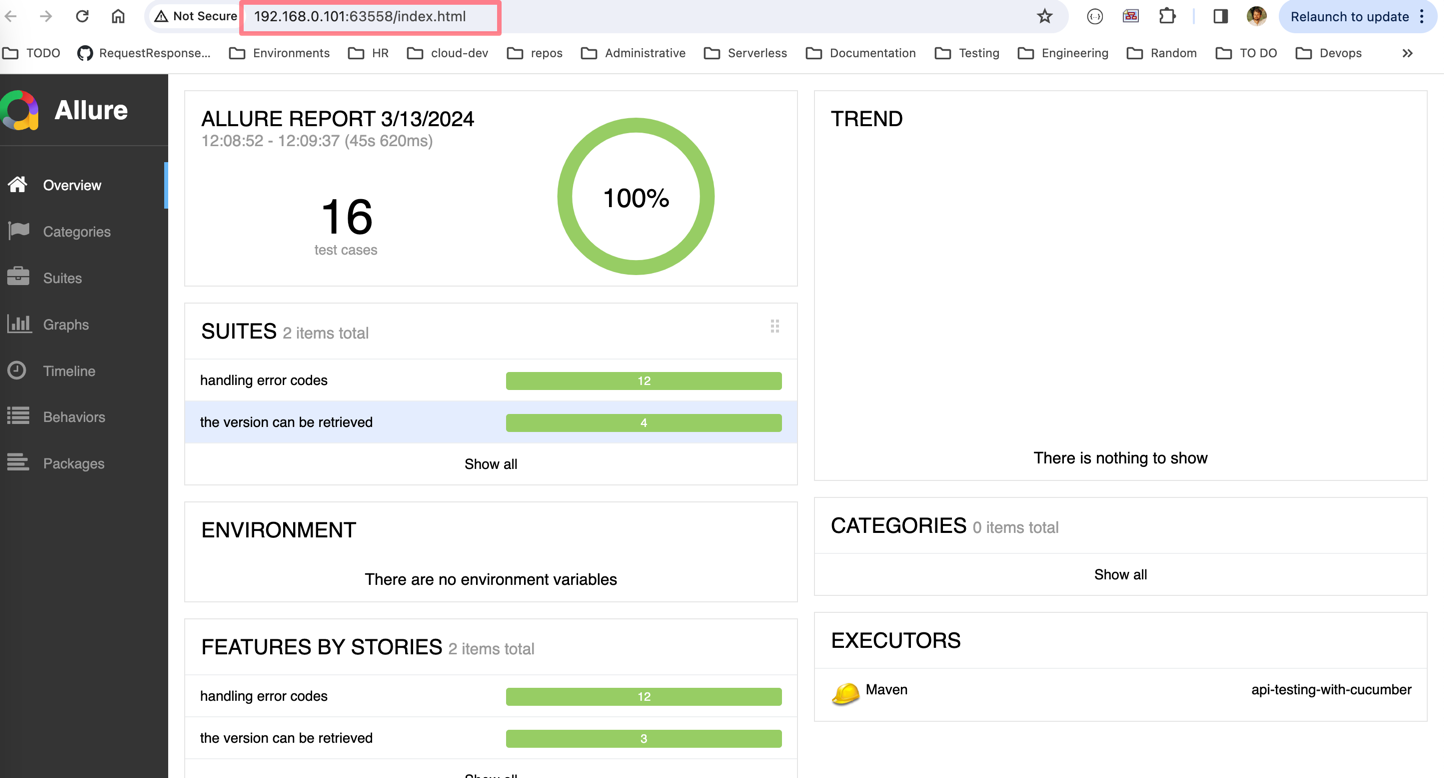 Not Secure 192.168.0.101:63558/index.html Relaunch to update
TODO RequestResponse... Environments HR cloud-dev repos Administrative Serverless Documentation Testing Engineering Random TO DO Devops »
Allure
Overview
Categories
Suites
Graphs
Timeline
Behaviors
Packages
ALLURE REPORT 3/13/2024
12:08:52 - 12:09:37 (45s 620ms)
16
test cases
100%
SUITES 2 items total
handling error codes 12
the version can be retrieved 4
Show all
ENVIRONMENT
There are no environment variables
FEATURES BY STORIES 2 items total
handling error codes 12
the version can be retrieved 3
Show all
TREND
There is nothing to show
CATEGORIES 0 items total
Show all
EXECUTORS
Maven api-testing-with-cucumber